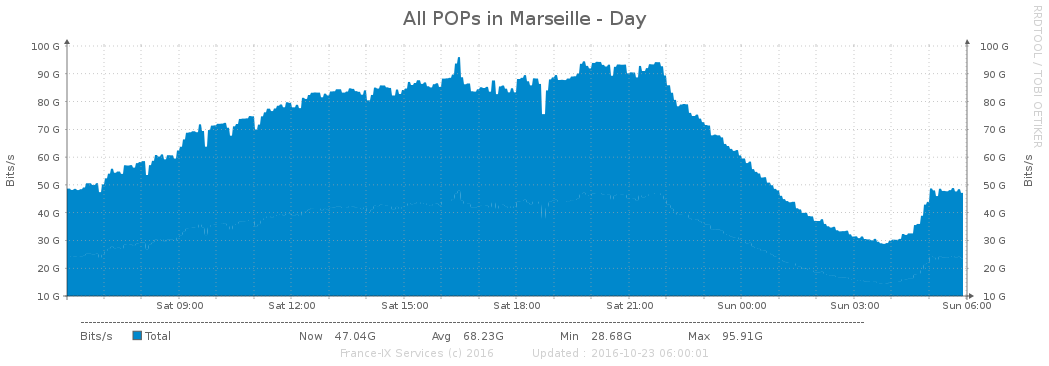 All POPs in Marseille - Day
RRDTOOL / TOBI OETIKER
Bits/s
100 G
90 G
80 G
70 G
60 G
50 G
40 G
30 G
20 G
10 G
100 G
90 G
80 G
70 G
60 G
50 G
40 G
30 G
20 G
10 G
Bits/s
Sat 09:00 Sat 12:00 Sat 15:00 Sat 18:00 Sat 21:00 Sun 00:00 Sun 03:00 Sun 06:00
Bits/s Total Now 47.04G Avg 68.23G Min 28.68G Max 95.91G
France-IX Services (c) 2016 Updated : 2016-10-23 06:00:01